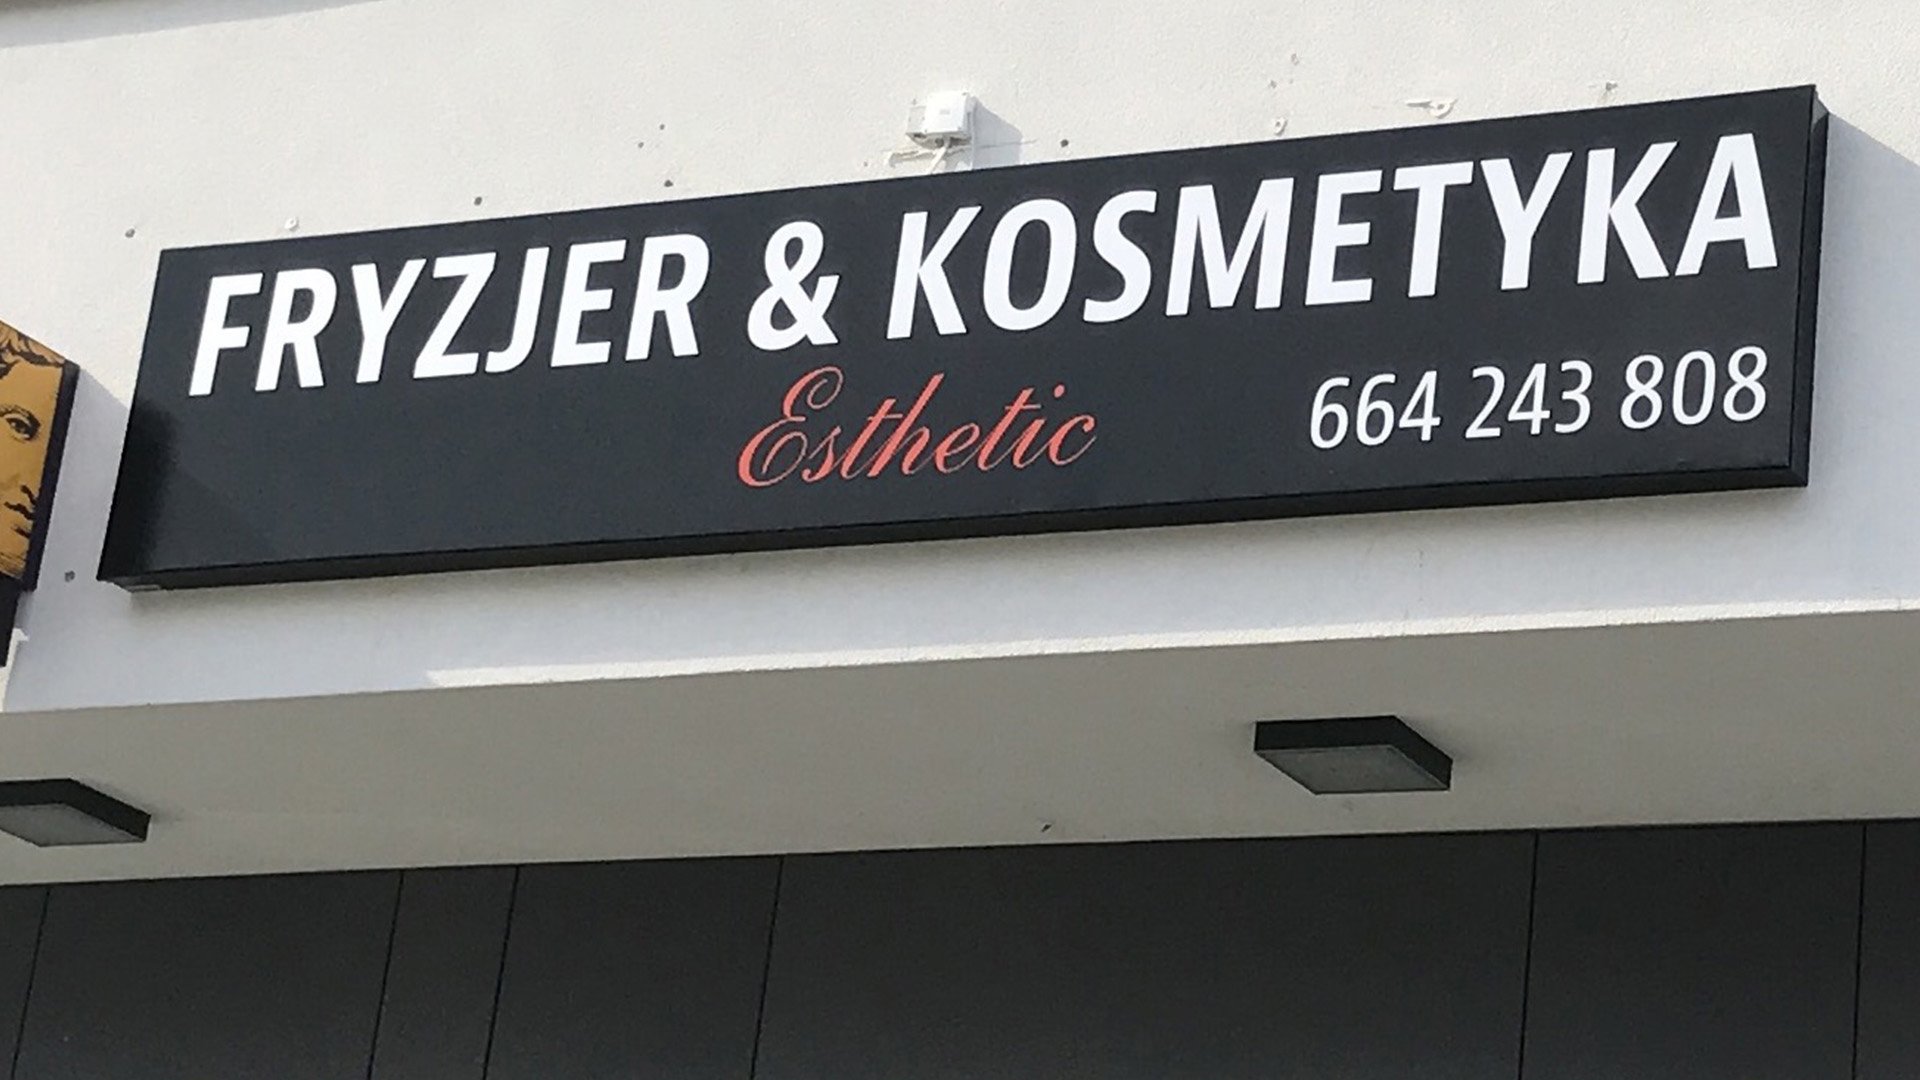 FRYZJER & KOSMETYKA
Esthetic
664 243 808